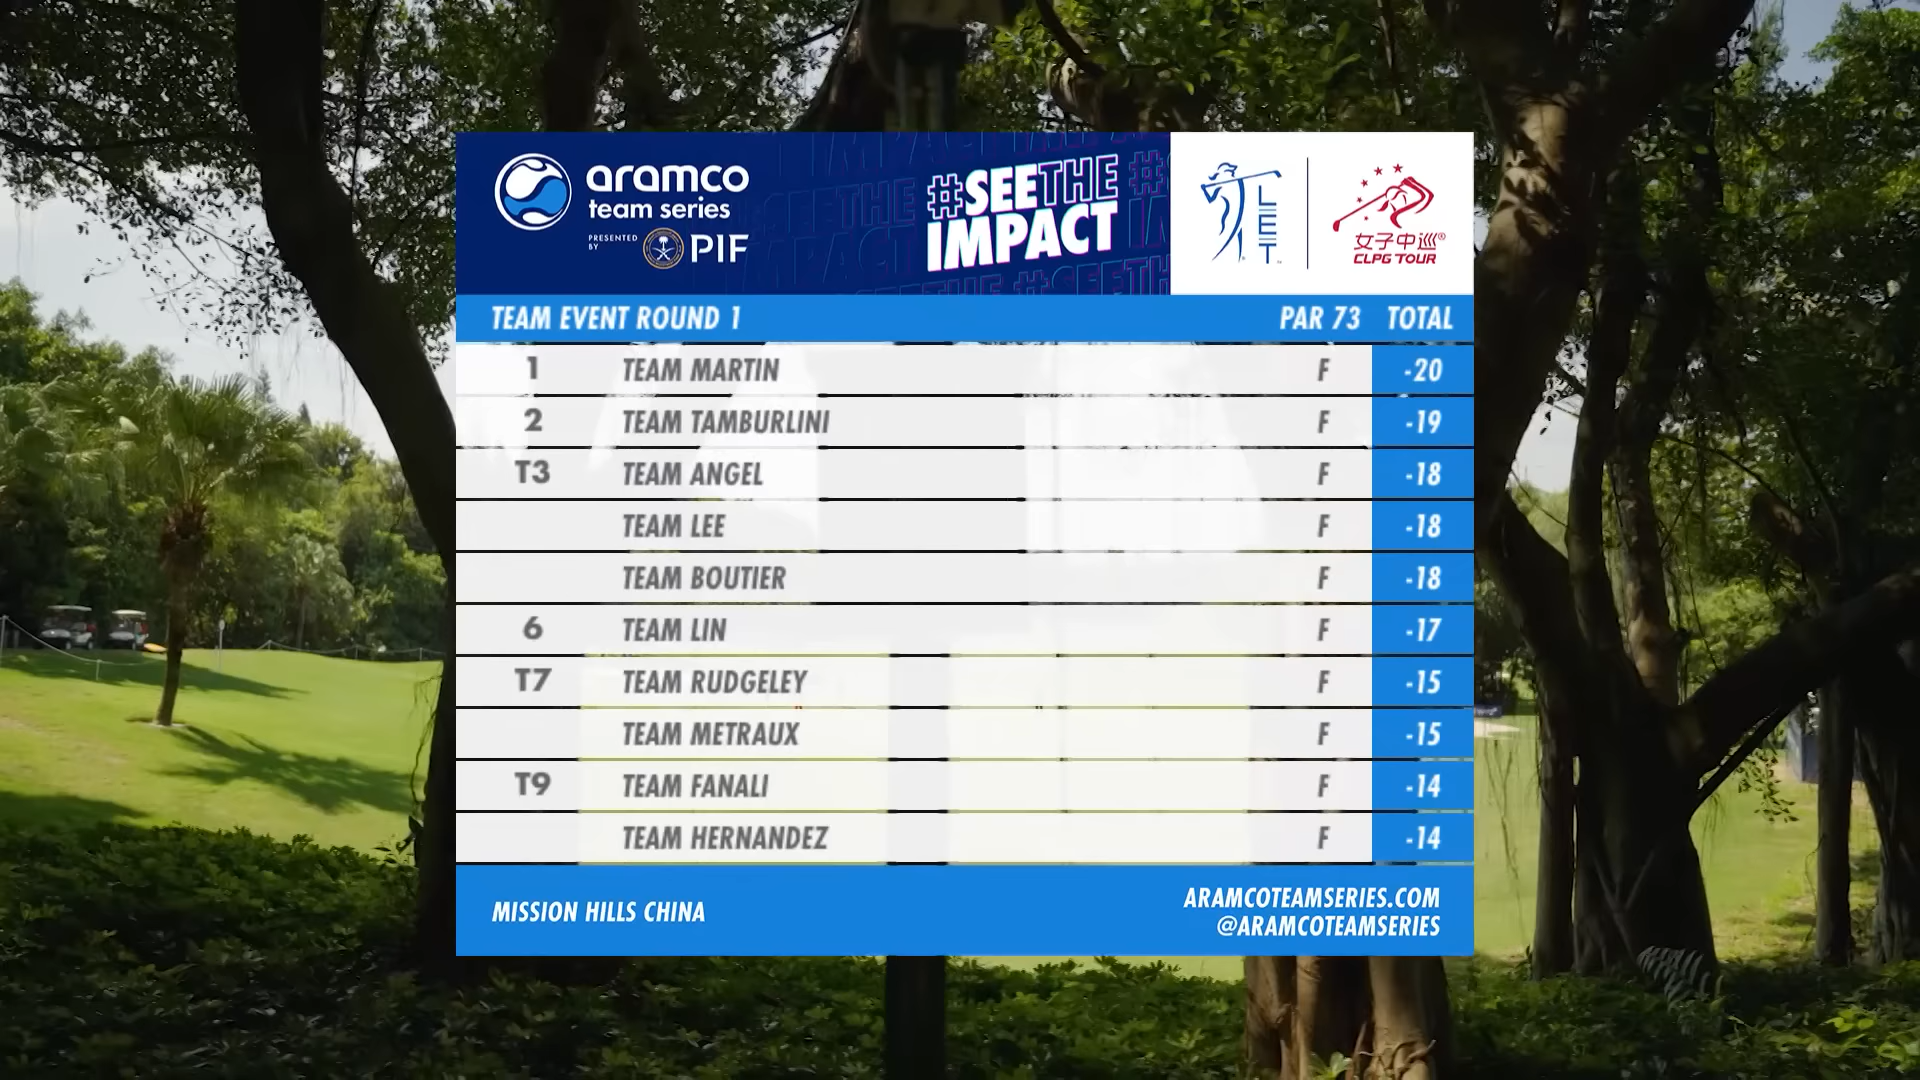 aramco
team series
PRESENTED BY PIF
#SEETHE
IMPACT
LET
女子中巡®
CLPG TOUR
TEAM EVENT ROUND 1 PAR 73 TOTAL
1 TEAM MARTIN F -20
2 TEAM TAMBURLINI F -19
T3 TEAM ANGEL F -18
TEAM LEE F -18
TEAM BOUTIER F -18
6 TEAM LIN F -17
T7 TEAM RUDGELEY F -15
TEAM METRAUX F -15
T9 TEAM FANALI F -14
TEAM HERNANDEZ F -14
MISSION HILLS CHINA
ARAMCOTEAMSERIES.COM
@ARAMCOTEAMSERIES